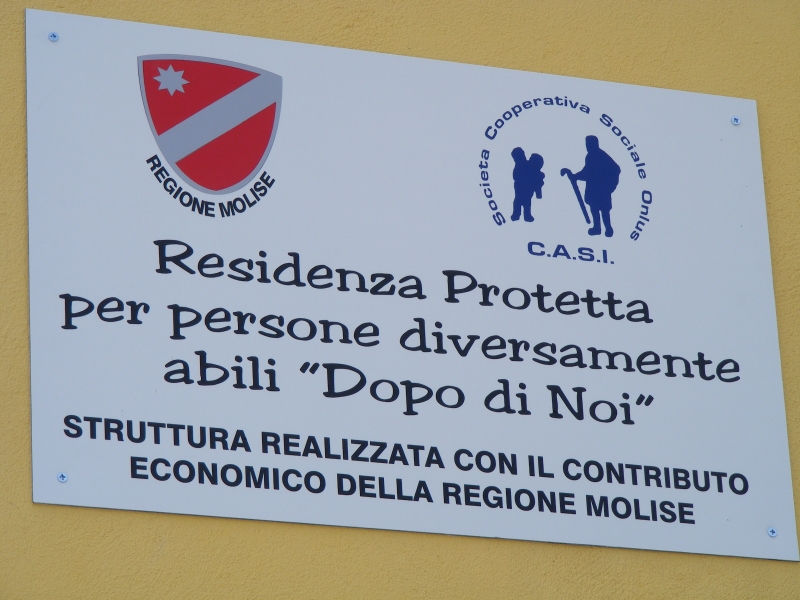 REGIONE MOLISE
Societa Cooperativa Sociale Onlus
C.A.S.I.
Residenza Protetta
per persone diversamente
abili "Dopo di Noi"
STRUTTURA REALIZZATA CON IL CONTRIBUTO
ECONOMICO DELLA REGIONE MOLISE